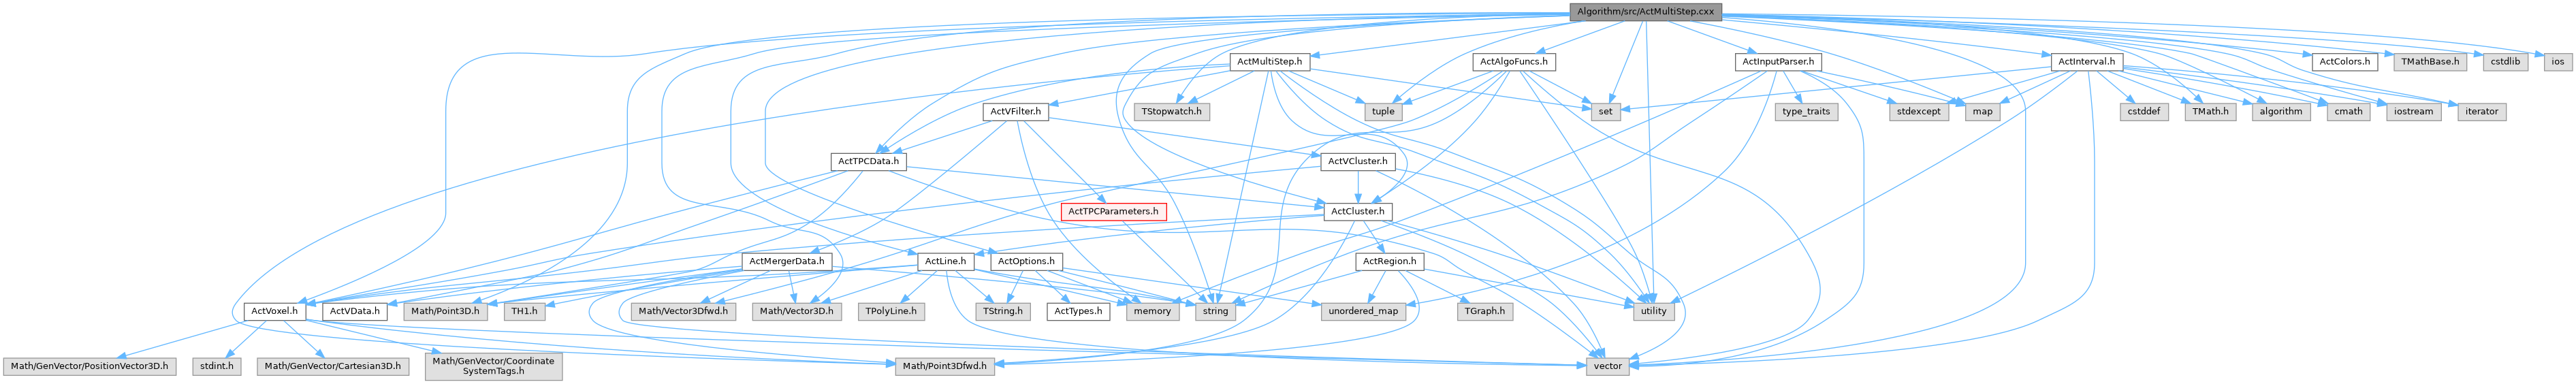 Algorithm/src/ActMultiStep.cxx
ActMultiStep.h
ActAlgoFuncs.h
ActInputParser.h
ActInterval.h
ActColors.h
TMathBase.h
cstdlib
ios
ActVFilter.h
TStopwatch.h
tuple
set
type_traits
stdexcept
map
cstddef
TMath.h
algorithm
cmath
iostream
iterator
ActTPCData.h
ActVCluster.h
ActTPCParameters.h
ActCluster.h
ActMergerData.h
ActLine.h
ActOptions.h
ActRegion.h
ActVoxel.h
ActVData.h
Math/Point3D.h
TH1.h
Math/Vector3Dfwd.h
Math/Vector3D.h
TPolyLine.h
TString.h
ActTypes.h
memory
string
unordered_map
TGraph.h
utility
Math/GenVector/PositionVector3D.h
stdint.h
Math/GenVector/Cartesian3D.h
Math/GenVector/Coordinate
SystemTags.h
Math/Point3Dfwd.h
vector